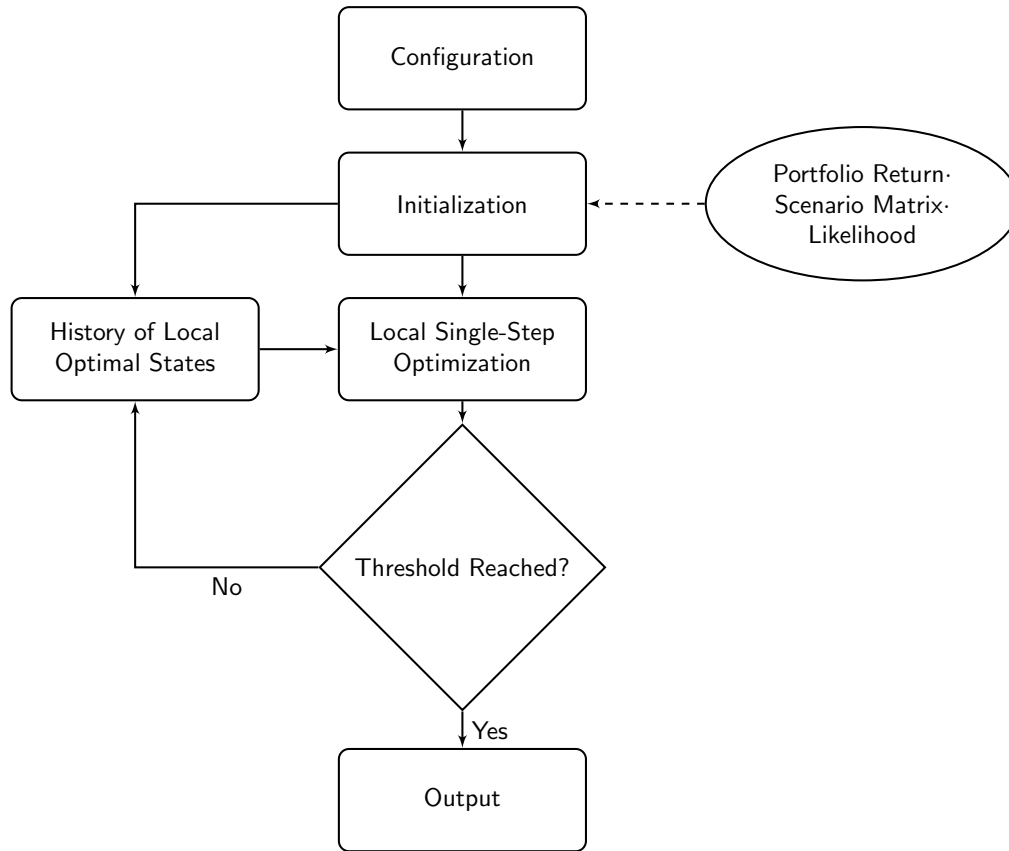 Configuration
Initialization
Portfolio Return·
Scenario Matrix·
Likelihood
History of Local
Optimal States
Local Single-Step
Optimization
Threshold Reached?
No
Yes
Output